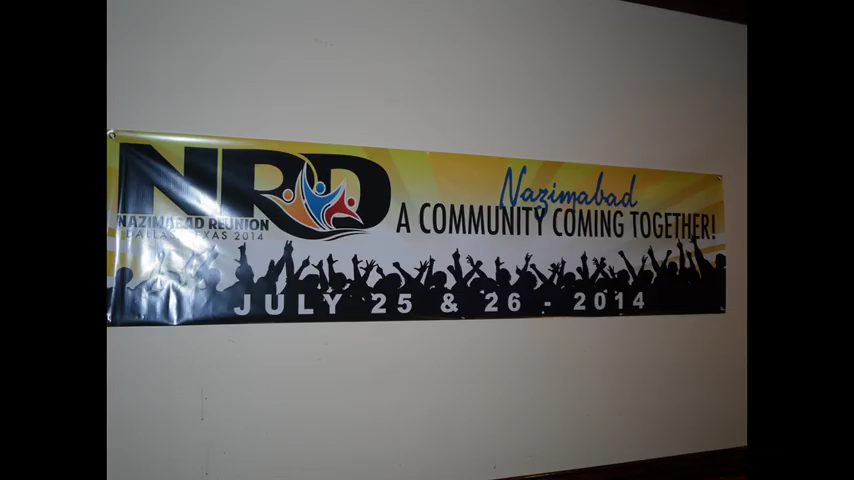 NRD
NAZIMABAD REUNION
DALLAS, TEXAS 2014
Nazimabad
A COMMUNITY COMING TOGETHER!
JULY 25 & 26 - 2014